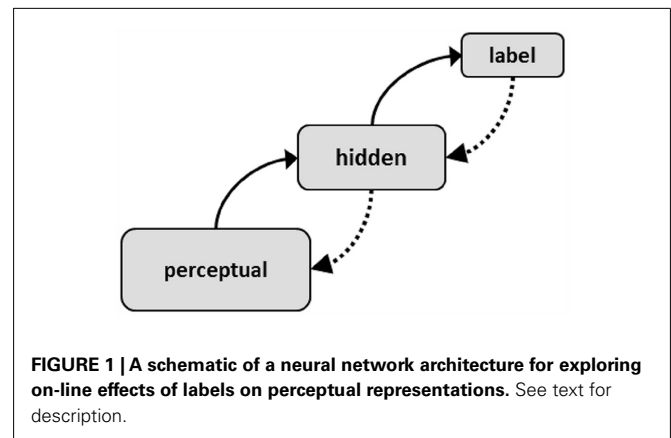 label
hidden
perceptual
FIGURE 1 | A schematic of a neural network architecture for exploring
on-line effects of labels on perceptual representations. See text for
description.